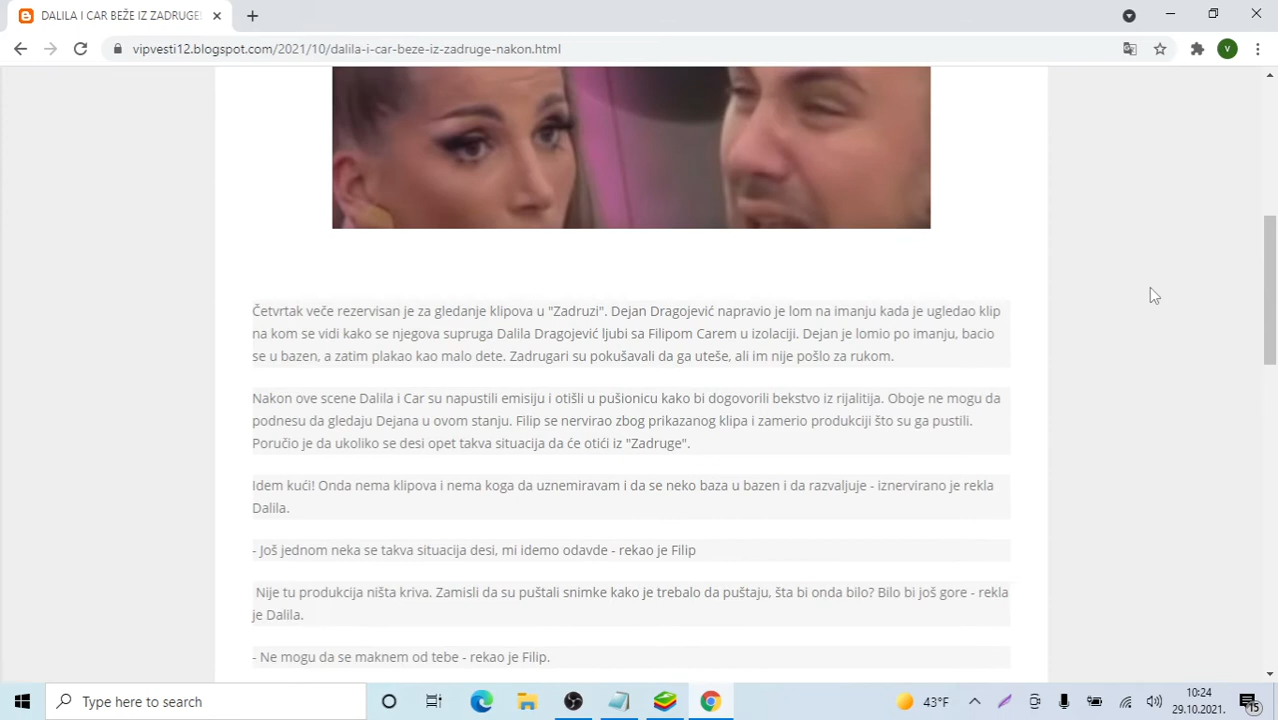 DALILA I CAR BEŽE IZ ZADRUGE!
vipvesti12.blogspot.com/2021/10/dalila-i-car-beze-iz-zadruge-nakon.html
V
Četvrtak veče rezervisan je za gledanje klipova u "Zadruzi". Dejan Dragojević napravio je lom na imanju kada je ugledao klip
na kom se vidi kako se njegova supruga Dalila Dragojević ljubi sa Filipom Carem u izolaciji. Dejan je lomio po imanju, bacio
se u bazen, a zatim plakao kao malo dete. Zadrugari su pokušavali da ga uteše, ali im nije pošlo za rukom.
Nakon ove scene Dalila i Car su napustili emisiju i otišli u pušionicu kako bi dogovorili bekstvo iz rijalitija. Oboje ne mogu da
podnesu da gledaju Dejana u ovom stanju. Filip se nervirao zbog prikazanog klipa i zamerio produkciji što su ga pustili.
Poručio je da ukoliko se desi opet takva situacija da će otići iz "Zadruge".
Idem kući! Onda nema klipova i nema koga da uznemiravam i da se neko baza u bazen i da razvaljuje - iznervirano je rekla
Dalila.
- Još jednom neka se takva situacija desi, mi idemo odavde - rekao je Filip
Nije tu produkcija ništa kriva. Zamisli da su puštali snimke kako je trebalo da puštaju, šta bi onda bilo? Bilo bi još gore - rekla
je Dalila.
- Ne mogu da se maknem od tebe - rekao je Filip.
Type here to search
43°F
10:24
29.10.2021.
15